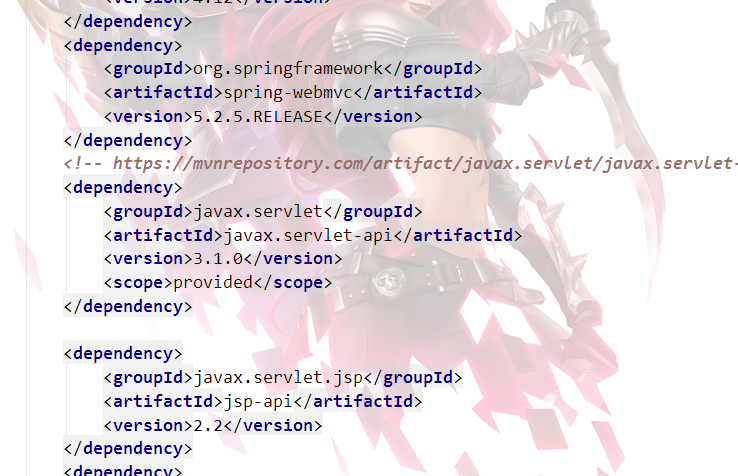 <version>4.12</version>
</dependency>
<dependency>
<groupId>org.springframework</groupId>
<artifactId>spring-webmvc</artifactId>
<version>5.2.5.RELEASE</version>
</dependency>
<!-- https://mvnrepository.com/artifact/javax.servlet/javax.servlet-
<dependency>
<groupId>javax.servlet</groupId>
<artifactId>javax.servlet-api</artifactId>
<version>3.1.0</version>
<scope>provided</scope>
</dependency>
<dependency>
<groupId>javax.servlet.jsp</groupId>
<artifactId>jsp-api</artifactId>
<version>2.2</version>
</dependency>
<dependency>